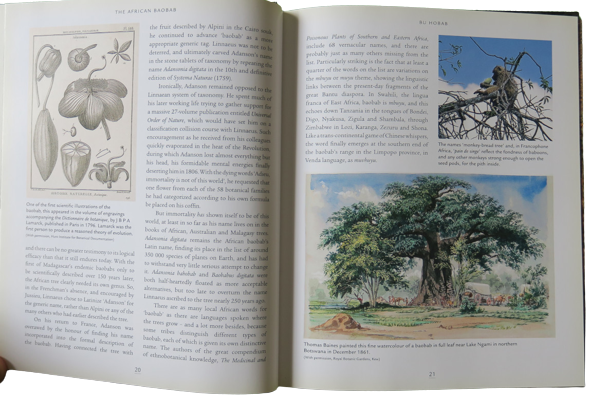 THE AFRICAN BAOBAB
One of the first scientific illustrations of the
baobab, this appeared in the volume of engravings
accompanying the Dictionnaire de botanique, by J.B.P.A.
Lamarck, published in Paris in 1796. Lamarck was the
first person to produce a reasoned theory of evolution.
and there can be no greater testimony to its logical
efficacy than that it still endures today. With the
first of Madagascar's endemic baobabs only to
be scientifically described over 130 years later,
the African tree clearly needed its own genus. So,
in the Frenchman's absence, and encouraged by
Jussieu, Linnaeus chose to Latinise 'Adanson' for
the generic name, rather than Alpini or any of the
many others who had earlier described the tree.
On his return to France, Adanson was
sustained by the honour of finding his name
incorporated into the formal description of
the baobab. Having connected the tree with
the fruit described by Alpini in the Cairo
he continued to advance 'baobab' as a more
appropriate generic tag. Linnaeus was not to be
deterred, and ultimately carved Adanson's name
in the stone tablets of taxonomy by repeating the
name Adansonia digitata in the 10th and definitive
edition of Systema Naturae (1759).
Ironically, Adanson remained opposed to the
Linnaean system of taxonomy. He spent much of
his later working life trying to gather support for
a massive 27-volume publication entitled Universal
Order of Nature, which would have set him on a
classification collision course with Linnaeus. Such
encouragement as he received from his colleagues
quickly evaporated in the heat of the Revolution,
during which Adanson lost almost everything but
his head, his formidable mental energies finally
deserting him in 1806. With the dying words 'Adieu,
immortality is not of this world', he requested that
one flower from each of the 58 botanical families
he had categorized according to his own formula
be placed on his coffin.
But immortality has shown itself to be of this
world, at least in so far as his name lives on in the
books of African, Australian and Malagasy trees.
Adansonia digitata remains the African baobab's
Latin name, finding its place in the list of around
350 000 species of plants on Earth, and has had
to withstand very little serious attempt to change
it. Adansonia bahobab and Baobabus digitata were
both half-heartedly floated as more acceptable
alternatives, but too late to overturn the name
Linnaeus ascribed to the tree nearly 250 years ago.
There are as many local African words for
'baobab' as there are languages spoken where
the trees grow – and a lot more besides, because
some tribes distinguish different types of
baobab, each of which is given its own distinctive
name. The authors of the great compendium
of ethnobotanical knowledge, The Medicinal and
20
BU HOBAB
Poisonous Plants of Southern and Eastern Africa,
include 68 vernacular names, and there are
probably just as many others missing from the
list. Particularly striking is the fact that at least a
quarter of the words on the list are variations on
the mbuyu or muyu theme, showing the linguistic
links between the present-day fragments of the
great Bantu diaspora. In Swahili, the lingua
franca of East Africa, baobab is mbuyu, and this
echoes down Tanzania in the tongues of Bondei,
Digo, Nyakusa, Zigula and Shambala, through
Zimbabwe in Lozi, Karanga, Zezuru and Shona.
Like a vast continental game of Chinese whispers,
the word finally emerges at the southern end of
the baobab's range in the Limpopo province, in
Venda language, as muvhuyu.
The names 'monkey-bread tree' and, in Francophone
Africa, 'pain de singe' reflect the fondness of baboons,
and any other monkeys strong enough to open the
seed pods, for the pith inside.
Thomas Baines painted this fine watercolour of a baobab in full leaf near Lake Ngami in northern
Botswana in December 1861.
21